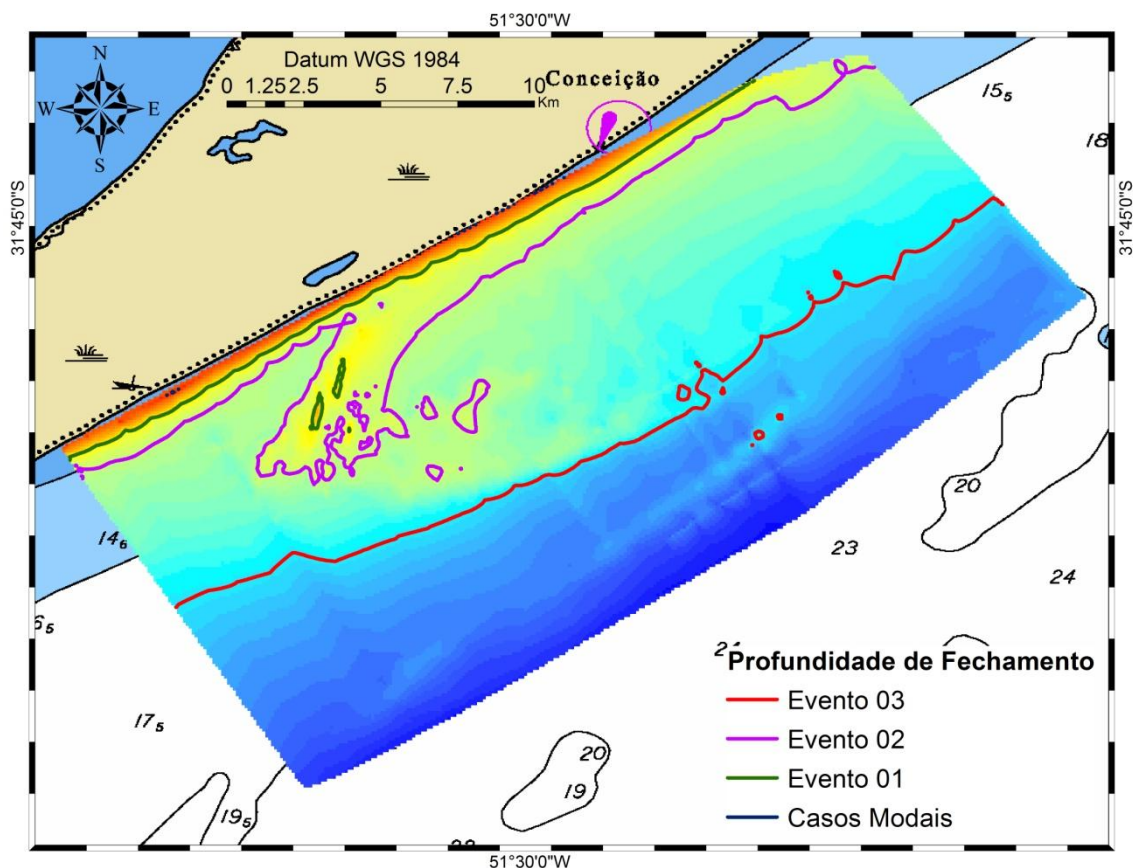 51°30'0"W
N
W E
S
Datum WGS 1984
0 1.25 2.5 5 7.5 10
Km
Conceição
15₅
18
31°45'0"S
31°45'0"S
20
14₆
23
24
6₅
Profundidade de Fechamento
Evento 03
17₅
Evento 02
20
19
Evento 01
19₅
Casos Modais
51°30'0"W